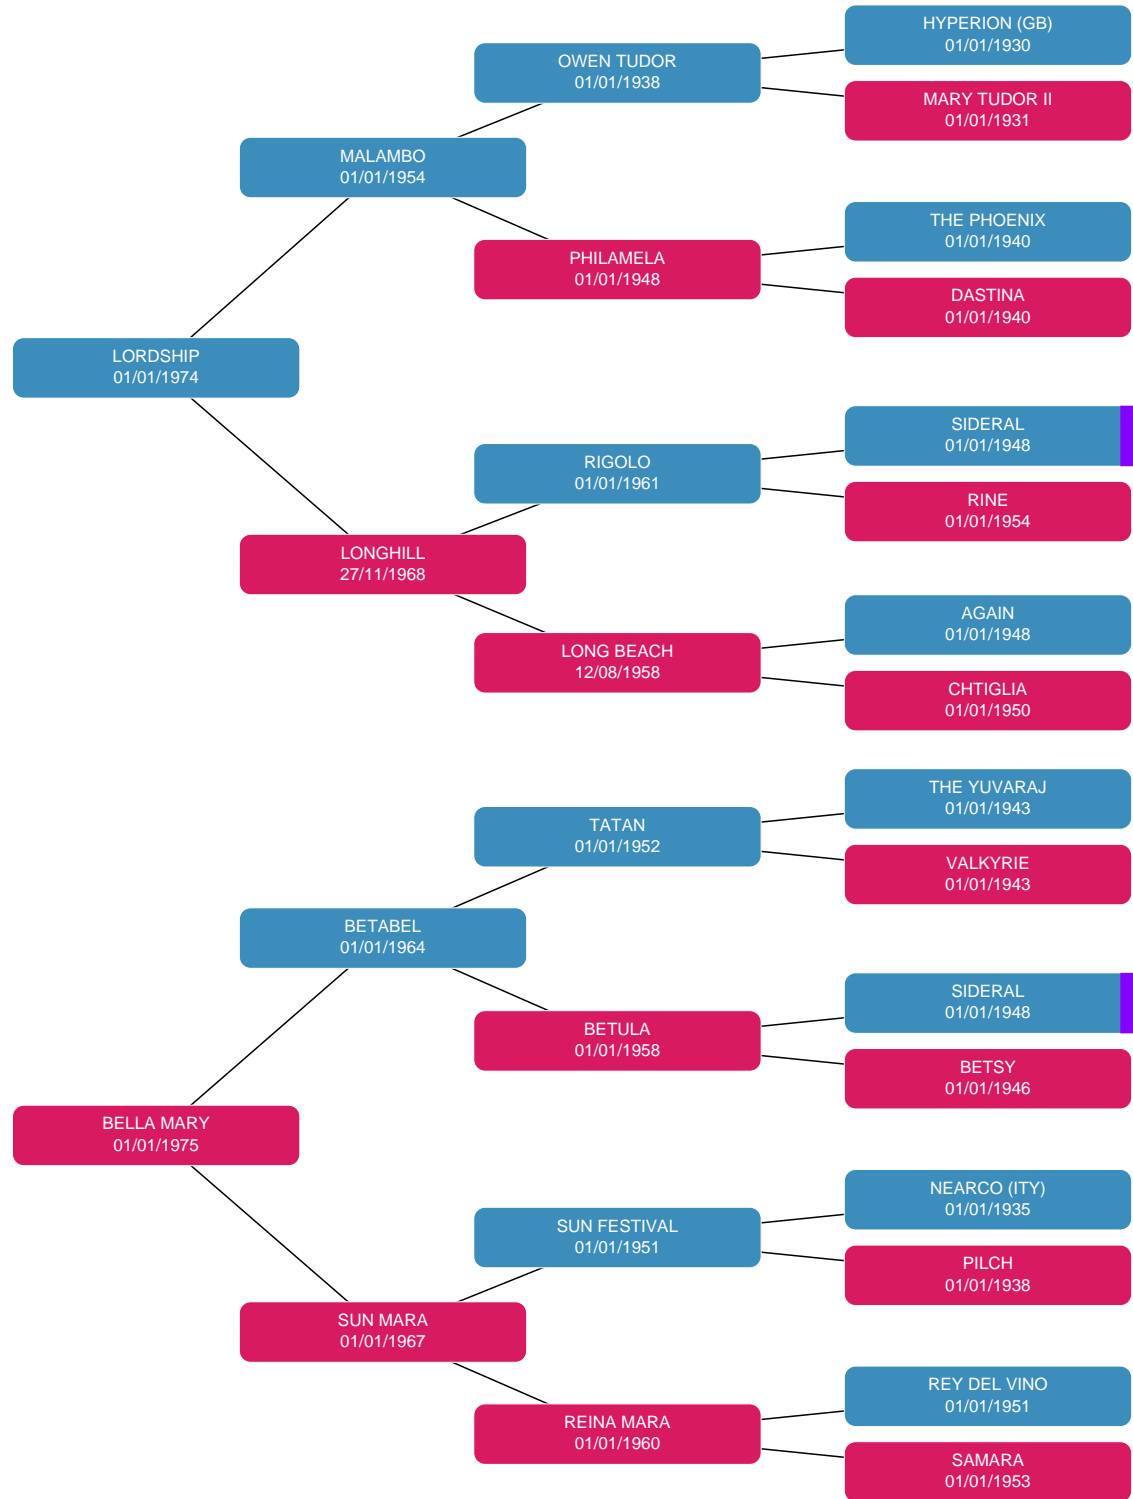 HYPERION (GB)
01/01/1930
OWEN TUDOR
01/01/1938
MARY TUDOR II
01/01/1931
MALAMBO
01/01/1954
THE PHOENIX
01/01/1940
PHILAMELA
01/01/1948
DASTINA
01/01/1940
LORDSHIP
01/01/1974
SIDERAL
01/01/1948
RIGOLO
01/01/1961
RINE
01/01/1954
LONGHILL
27/11/1968
AGAIN
01/01/1948
LONG BEACH
12/08/1958
CHTIGLIA
01/01/1950
THE YUVARAJ
01/01/1943
TATAN
01/01/1952
VALKYRIE
01/01/1943
BETABEL
01/01/1964
SIDERAL
01/01/1948
BETULA
01/01/1958
BETSY
01/01/1946
BELLA MARY
01/01/1975
NEARCO (ITY)
01/01/1935
SUN FESTIVAL
01/01/1951
PILCH
01/01/1938
SUN MARA
01/01/1967
REY DEL VINO
01/01/1951
REINA MARA
01/01/1960
SAMARA
01/01/1953